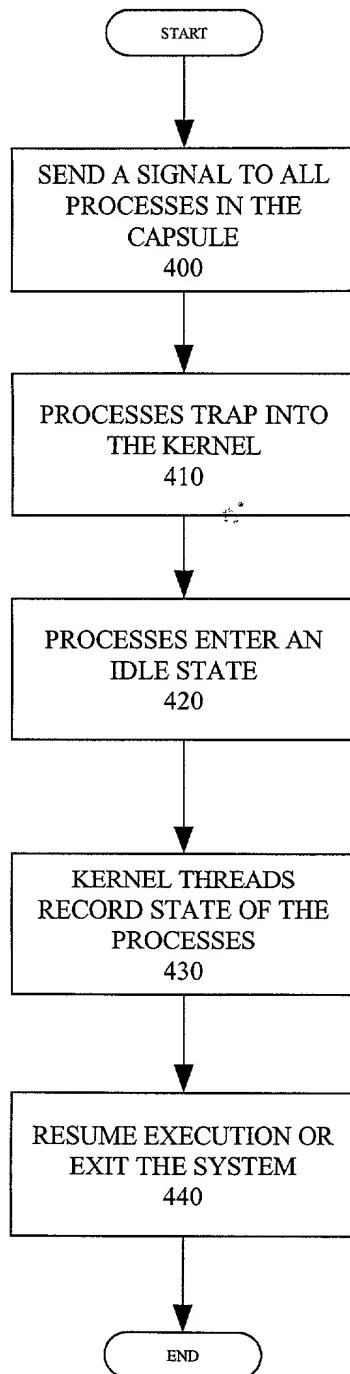 START
SEND A SIGNAL TO ALL
PROCESSES IN THE
CAPSULE
400
PROCESSES TRAP INTO
THE KERNEL
410
PROCESSES ENTER AN
IDLE STATE
420
KERNEL THREADS
RECORD STATE OF THE
PROCESSES
430
RESUME EXECUTION OR
EXIT THE SYSTEM
440
END